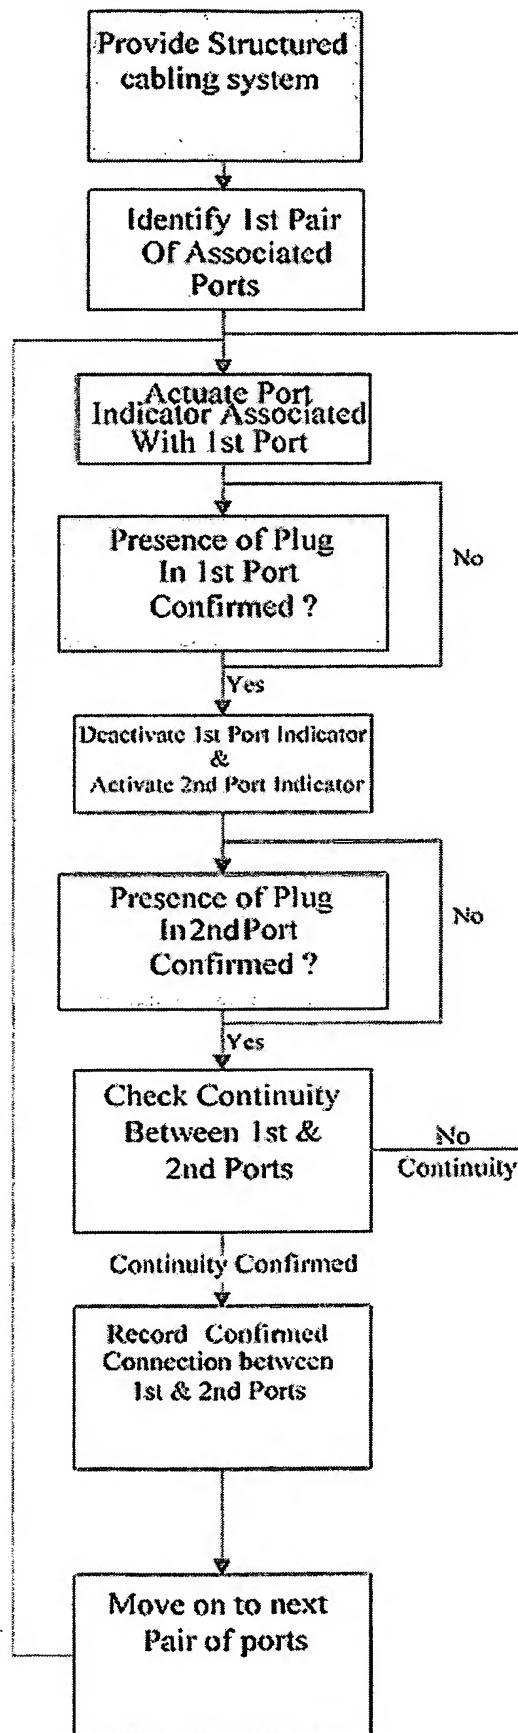 Provide Structured
cabling system
Identify 1st Pair
Of Associated
Ports
Actuate Port
Indicator Associated
With 1st Port
Presence of Plug
In 1st Port
Confirmed ?
No
Yes
Deactivate 1st Port Indicator
&
Activate 2nd Port Indicator
Presence of Plug
In 2nd Port
Confirmed ?
No
Yes
Check Continuity
Between 1st &
2nd Ports
No
Continuity
Continuity Confirmed
Record Confirmed
Connection between
1st & 2nd Ports
Move on to next
Pair of ports